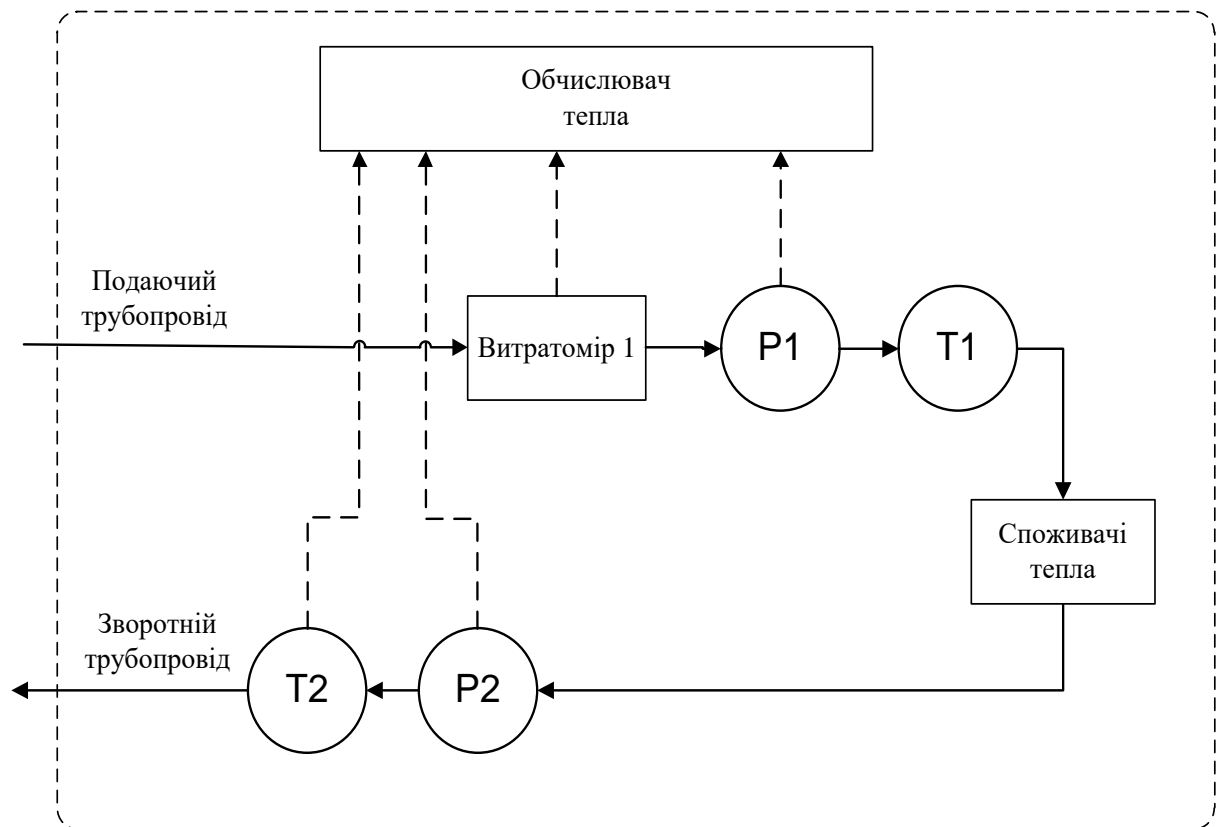 Обчислювач
тепла
Подаючий
трубопровід
Витратомір 1
P1
T1
Споживачі
тепла
Зворотній
трубопровід
T2
P2